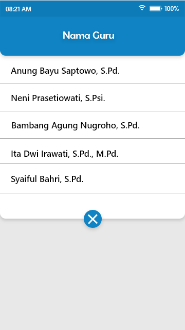 08:21 AM 100%
Nama Guru
Anung Bayu Saptowo, S.Pd.
Neni Prasetiowati, S.Psi.
Bambang Agung Nugroho, S.Pd.
Ita Dwi Irawati, S.Pd., M.Pd.
Syaiful Bahri, S.Pd.